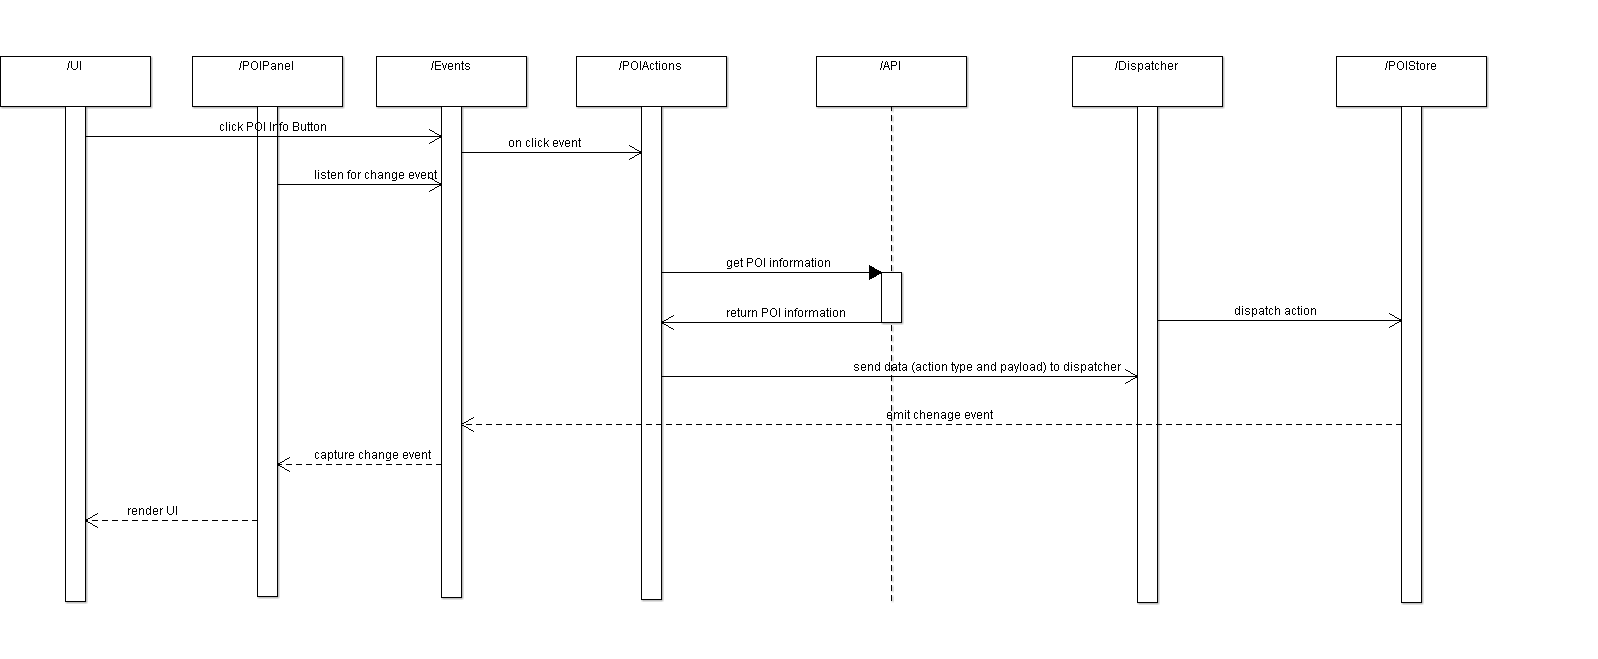 /UI
/POIPanel
/Events
/POIActions
/API
/Dispatcher
/POIStore
click POI Info Button
on click event
listen for change event
get POI information
return POI information
dispatch action
send data (action type and payload) to dispatcher
emit chenage event
capture change event
render UI